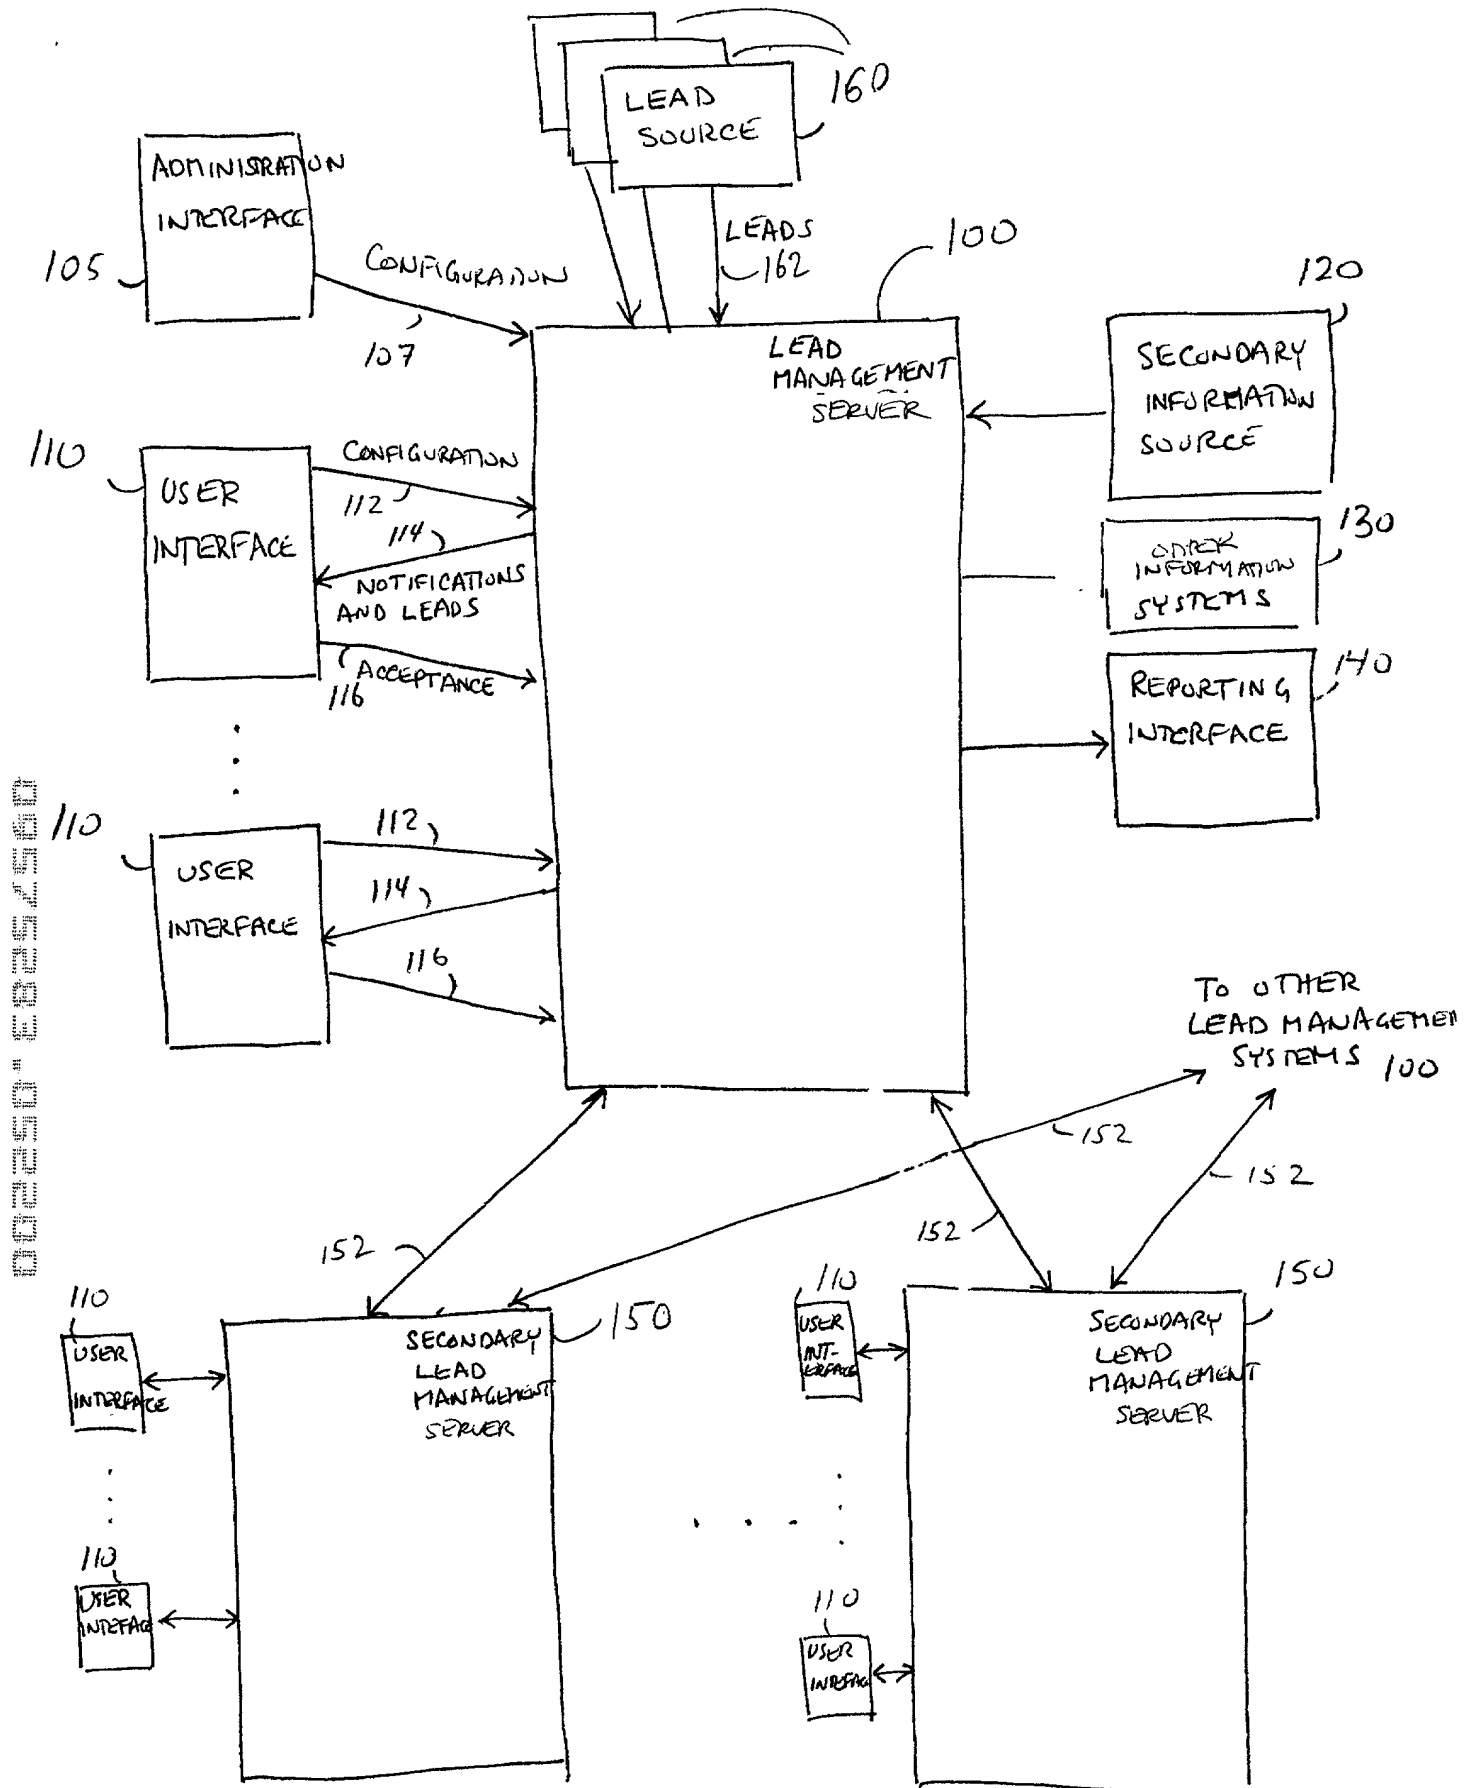 160
LEAD
SOURCE
ADMINISTRATION
INTERFACE
105
CONFIGURATION
107
LEADS
162
100
LEAD
MANAGEMENT
SERVER
120
SECONDARY
INFORMATION
SOURCE
110
USER
INTERFACE
CONFIGURATION
112
114
NOTIFICATIONS
AND LEADS
ACCEPTANCE
116
130
OTHER
INFORMATION
SYSTEMS
140
REPORTING
INTERFACE
110
USER
INTERFACE
112
114
116
TO OTHER
LEAD MANAGEMEN
SYSTEMS 100
152
152
152
152
110
USER
INTERFACE
150
SECONDARY
LEAD
MANAGEMENT
SERVER
110
USER
INTEFACE
110
USER
INT-
ERFACE
150
SECONDARY
LEAD
MANAGEMENT
SERVER
110
USER
INTEFAC
09575283.052200